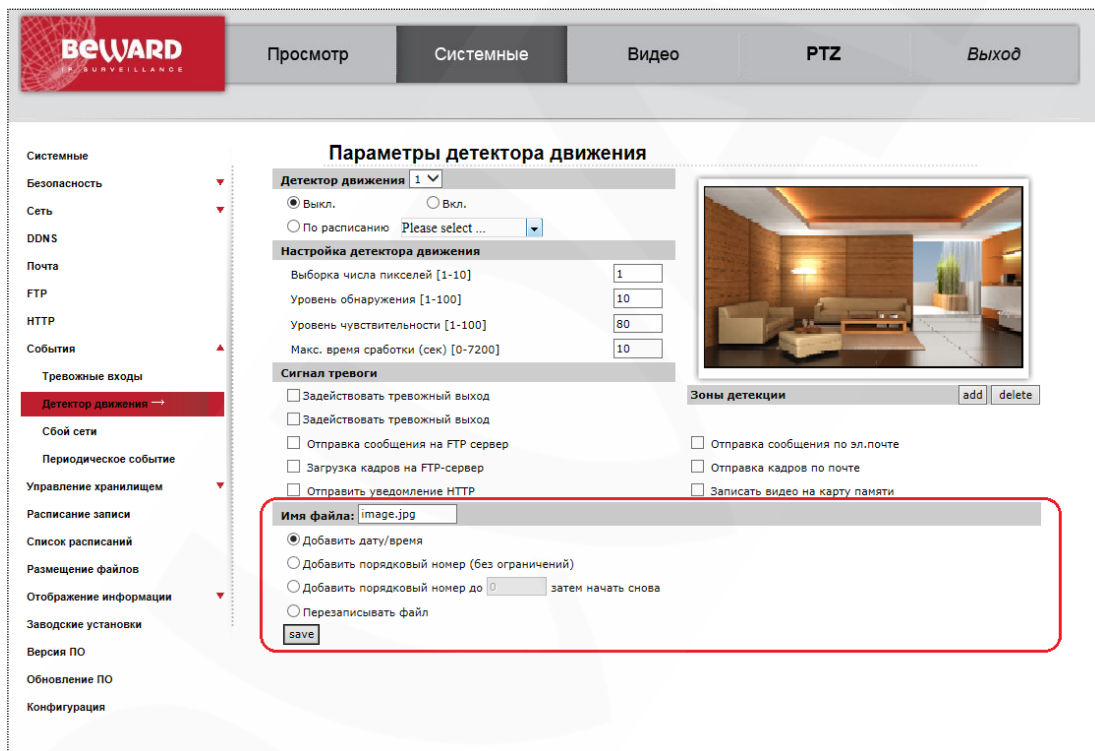 BEWARD
IP SURVEILLANCE
Просмотр
Системные
Видео
PTZ
Выход
Системные
Безопасность
Сеть
DDNS
Почта
FTP
HTTP
События
Тревожные входы
Детектор движения →
Сбой сети
Периодическое событие
Управление хранилищем
Расписание записи
Список расписаний
Размещение файлов
Отображение информации
Заводские установки
Версия ПО
Обновление ПО
Конфигурация
Параметры детектора движения
Детектор движения 1
Выкл. Вкл.
По расписанию Please select ...
Настройка детектора движения
Выборка числа пикселей [1-10] 1
Уровень обнаружения [1-100] 10
Уровень чувствительности [1-100] 80
Макс. время сработки (сек) [0-7200] 10
Сигнал тревоги
Зоны детекции add delete
Задействовать тревожный выход
Задействовать тревожный выход
Отправка сообщения на FTP сервер Отправка сообщения по эл.почте
Загрузка кадров на FTP-сервер Отправка кадров по почте
Отправить уведомление HTTP Записать видео на карту памяти
Имя файла: image.jpg
Добавить дату/время
Добавить порядковый номер (без ограничений)
Добавить порядковый номер до 0 затем начать снова
Перезаписывать файл
save